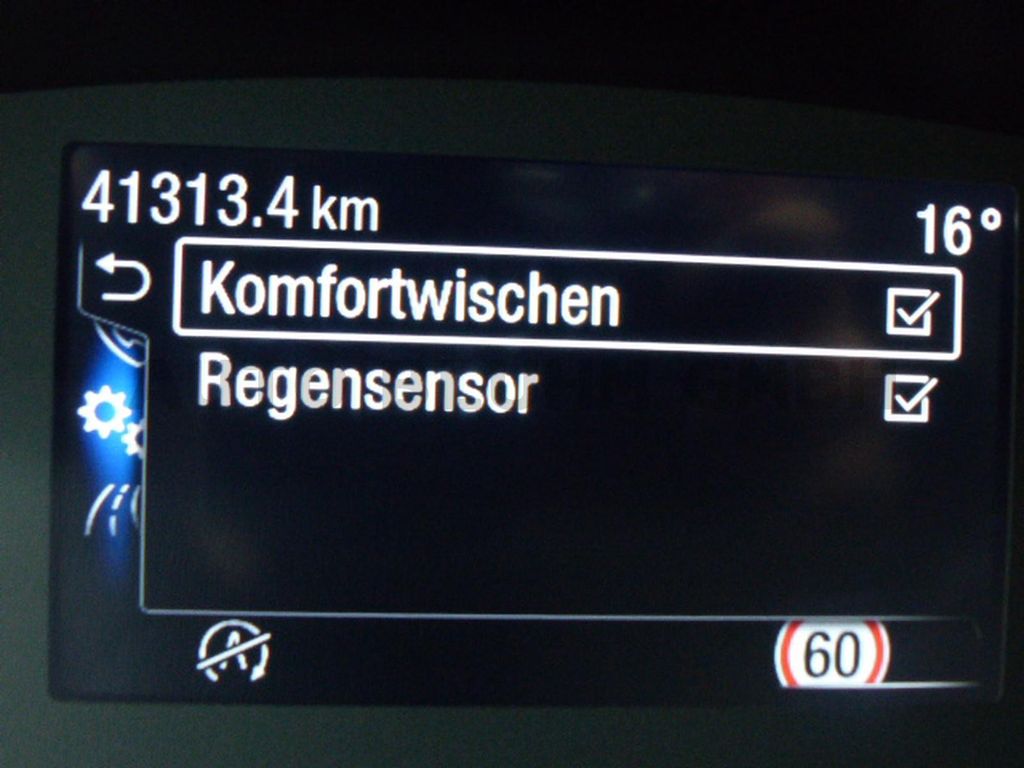 41313.4 km 16°
Komfortwischen
Regensensor
A
60